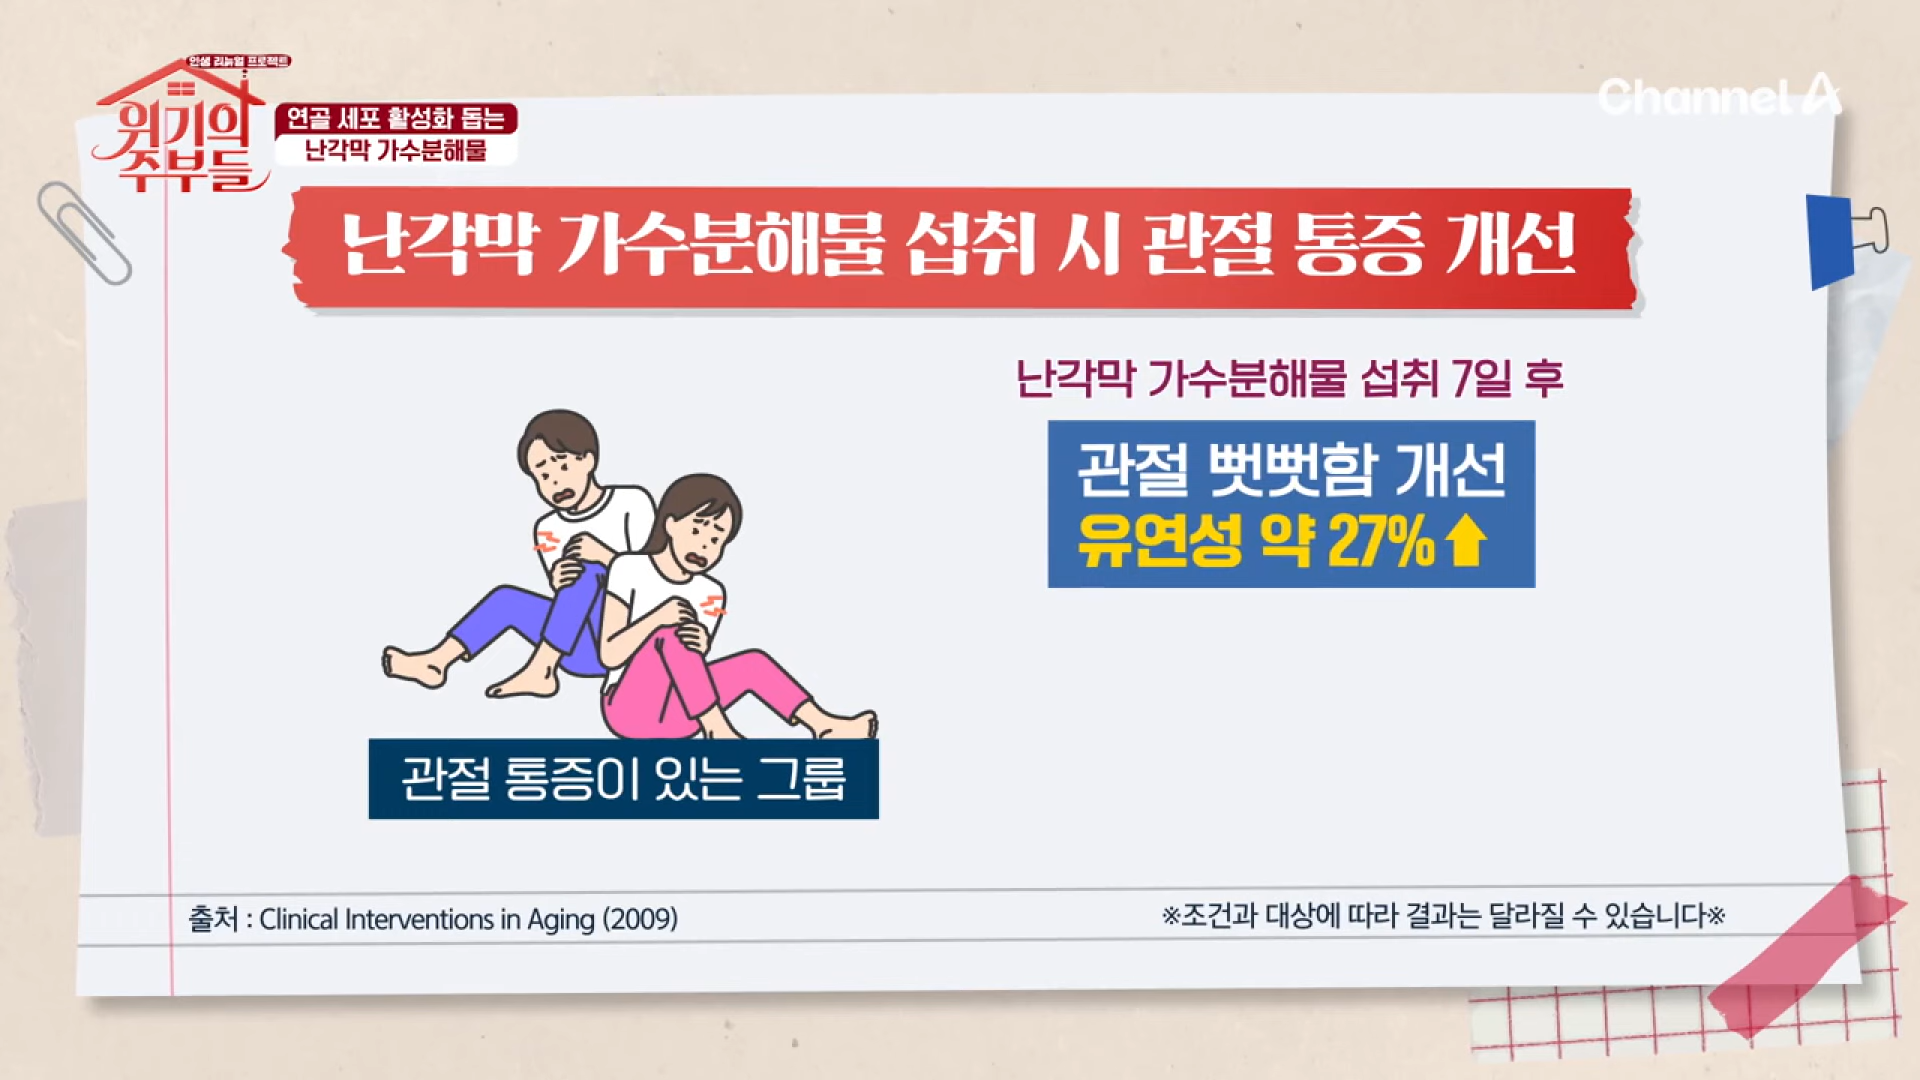 인생 리뉴얼 프로젝트
위기의
주부들
연골 세포 활성화 돕는
난각막 가수분해물
Channel A
난각막 가수분해물 섭취 시 관절 통증 개선
난각막 가수분해물 섭취 7일 후
관절 뻣뻣함 개선
유연성 약 27%⬆
관절 통증이 있는 그룹
출처 : Clinical Interventions in Aging (2009)
※조건과 대상에 따라 결과는 달라질 수 있습니다※